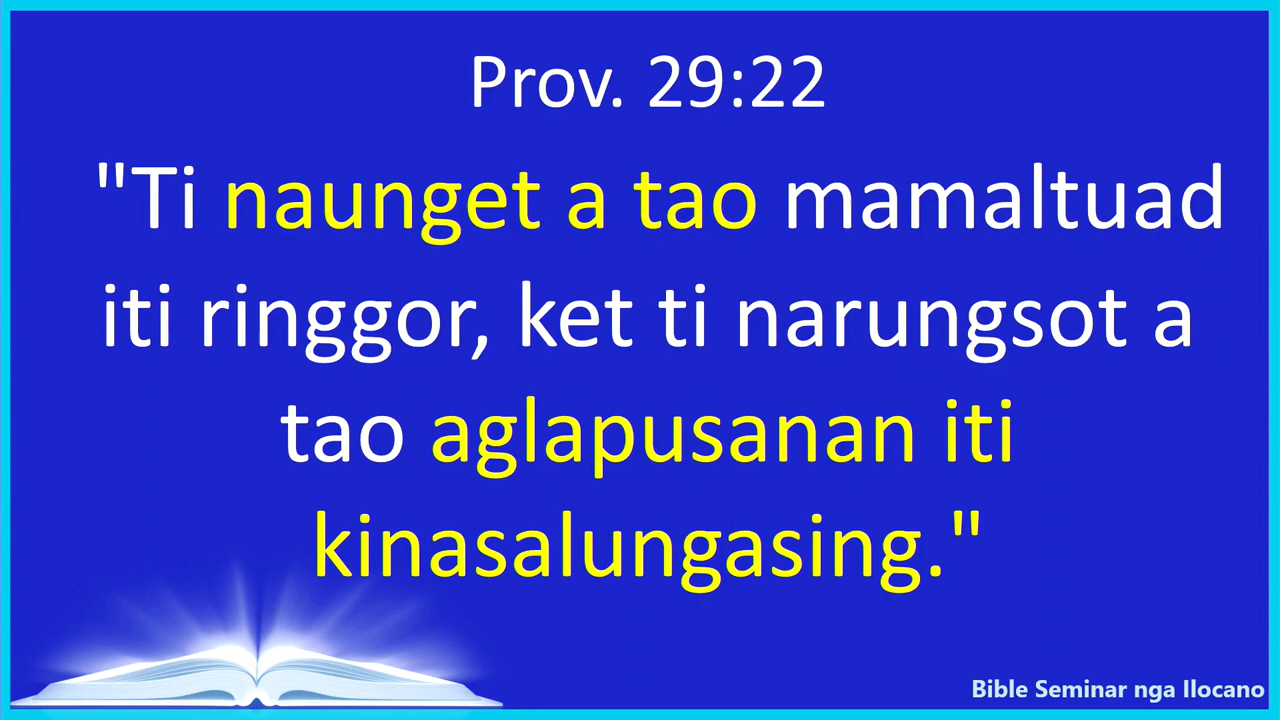 Prov. 29:22
"Ti naunget a tao mamaltuad
iti ringgor, ket ti narungsot a
tao aglapusanan iti
kinasalungasing."
Bible Seminar nga Ilocano